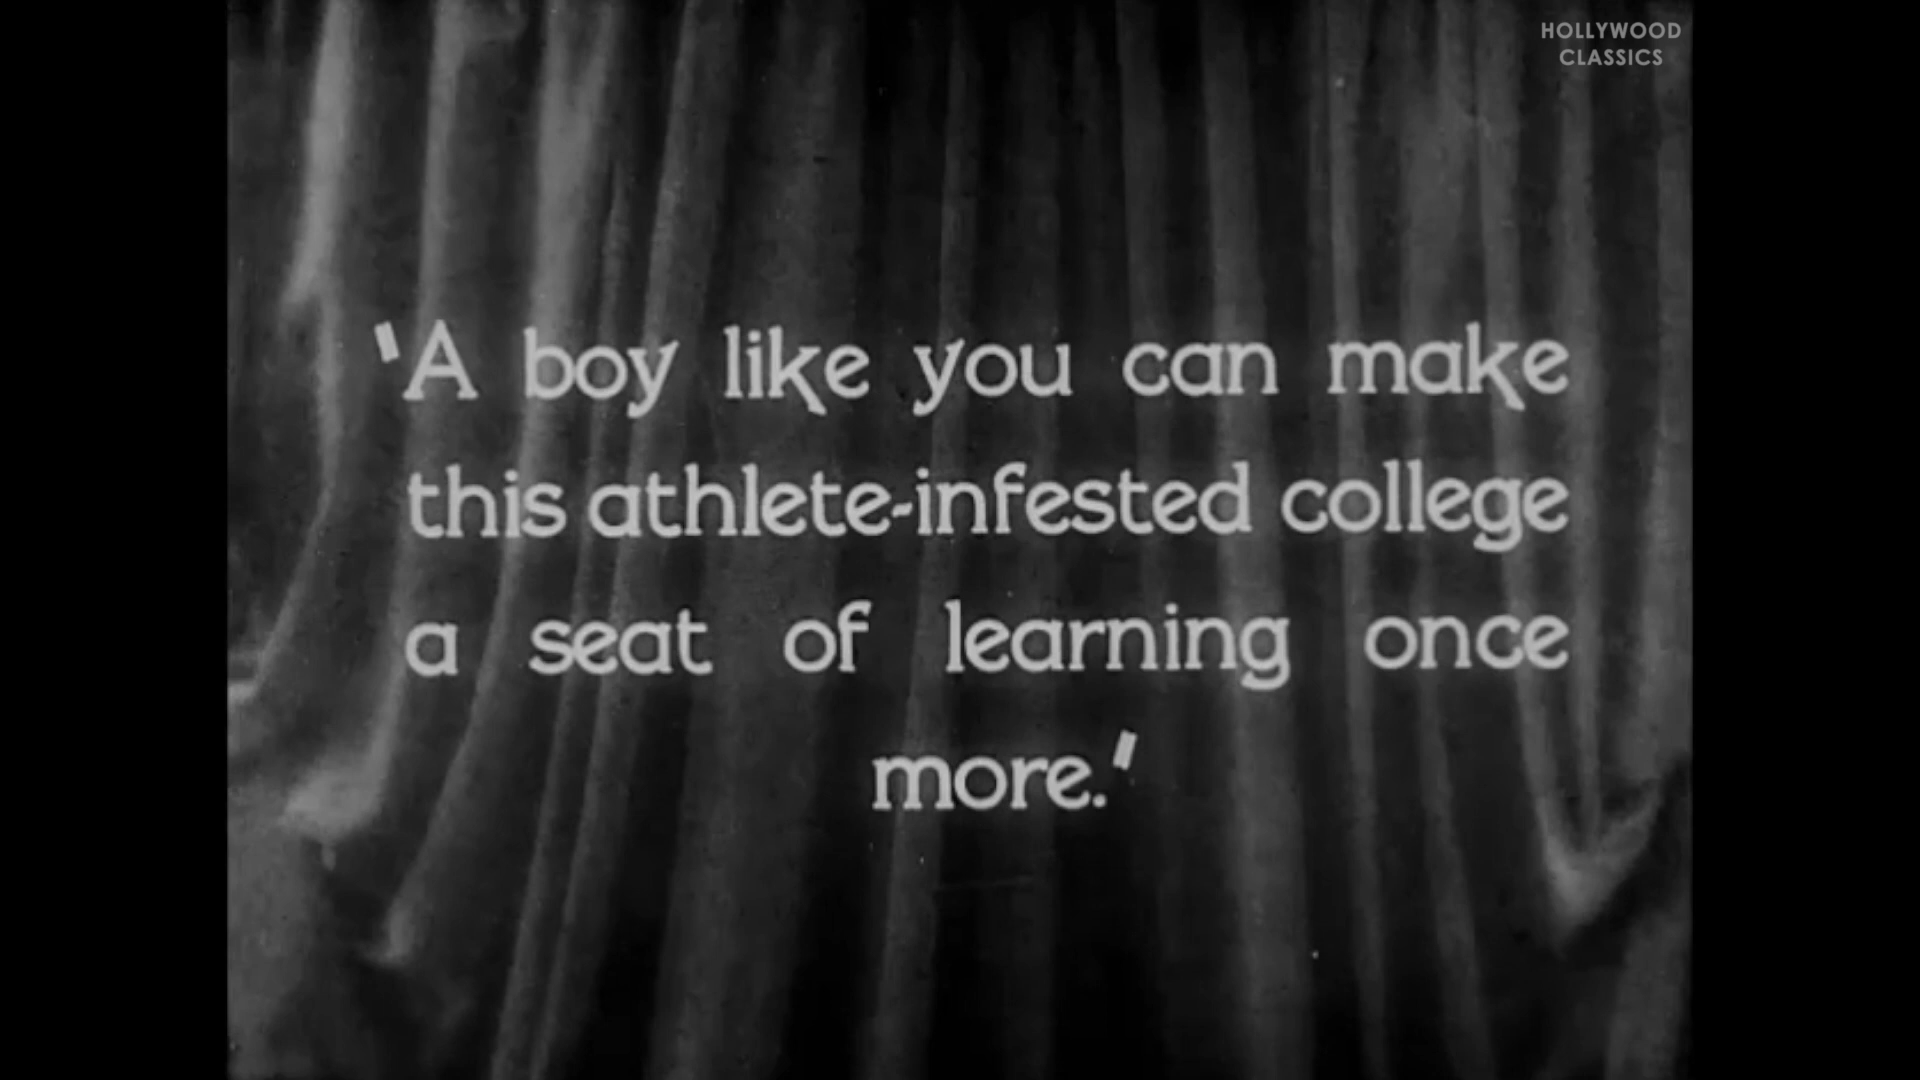 HOLLYWOOD
CLASSICS
"A boy like you can make
this athlete-infested college
a seat of learning once
more."